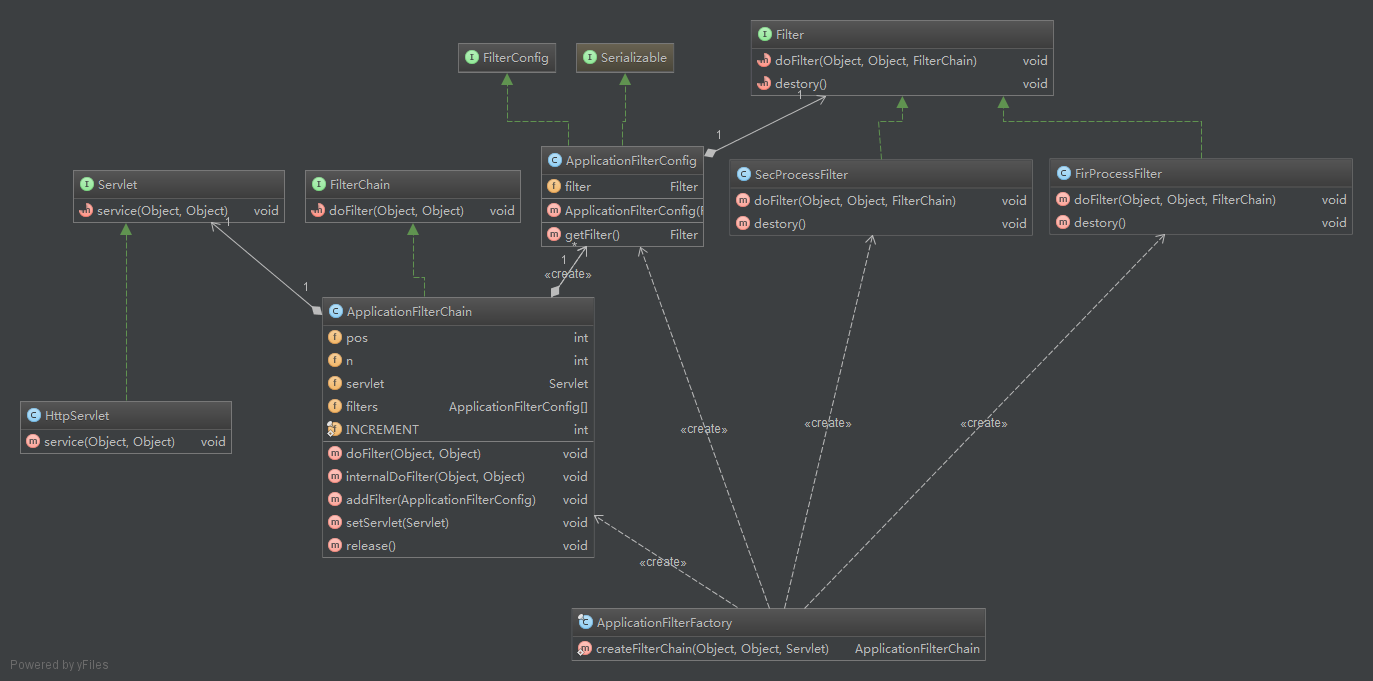 Filter
doFilter(Object, Object, FilterChain) void
destory() void
FilterConfig
Serializable
1
1
ApplicationFilterConfig
filter Filter
ApplicationFilterConfig(
getFilter() Filter
SecProcessFilter
doFilter(Object, Object, FilterChain) void
destory() void
FirProcessFilter
doFilter(Object, Object, FilterChain) void
destory() void
Servlet
service(Object, Object) void
FilterChain
doFilter(Object, Object) void
1
1
*
1
«create»
ApplicationFilterChain
pos int
n int
servlet Servlet
filters ApplicationFilterConfig[]
INCREMENT int
doFilter(Object, Object) void
internalDoFilter(Object, Object) void
addFilter(ApplicationFilterConfig) void
setServlet(Servlet) void
release() void
HttpServlet
service(Object, Object) void
«create»
«create»
«create»
«create»
ApplicationFilterFactory
createFilterChain(Object, Object, Servlet) ApplicationFilterChain
Powered by yFiles